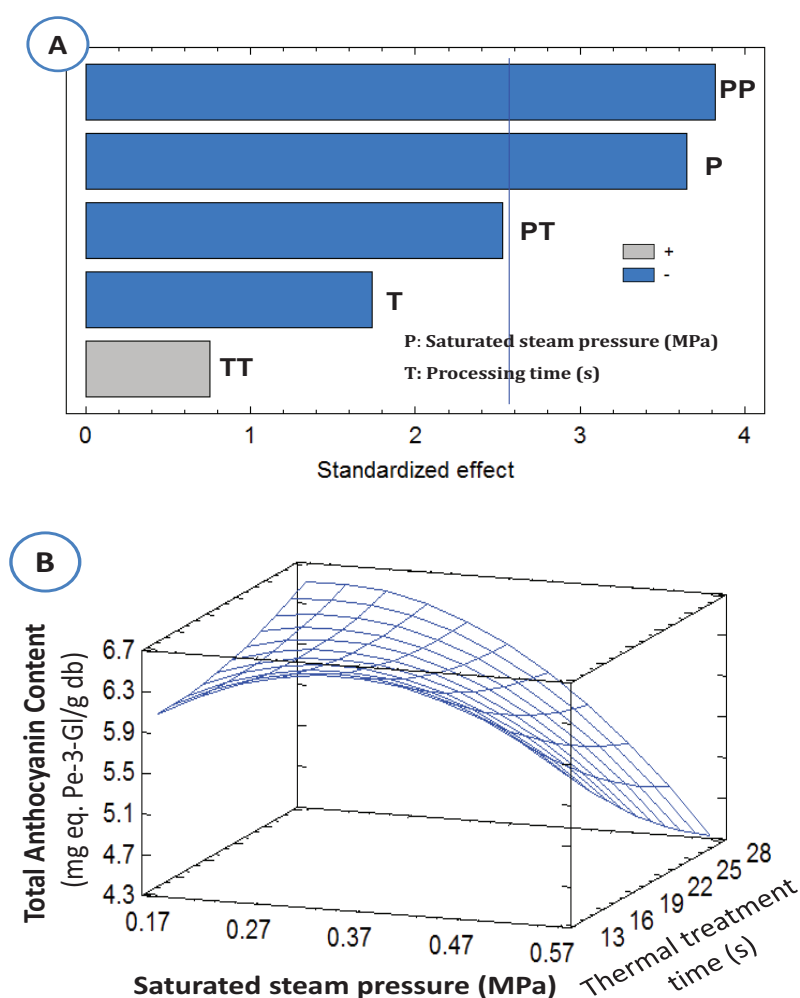 A
PP
P
PT
T
TT
+
-
P: Saturated steam pressure (MPa)
T: Processing time (s)
0 1 2 3 4
Standardized effect
B
Total Anthocyanin Content
(mg eq. Pe-3-Gl/g db)
6.7
6.3
5.9
5.5
5.1
4.7
4.3
0.17 0.27 0.37 0.47 0.57
Saturated steam pressure (MPa)
13 16 19 22 25 28
Thermal treatment
time (s)